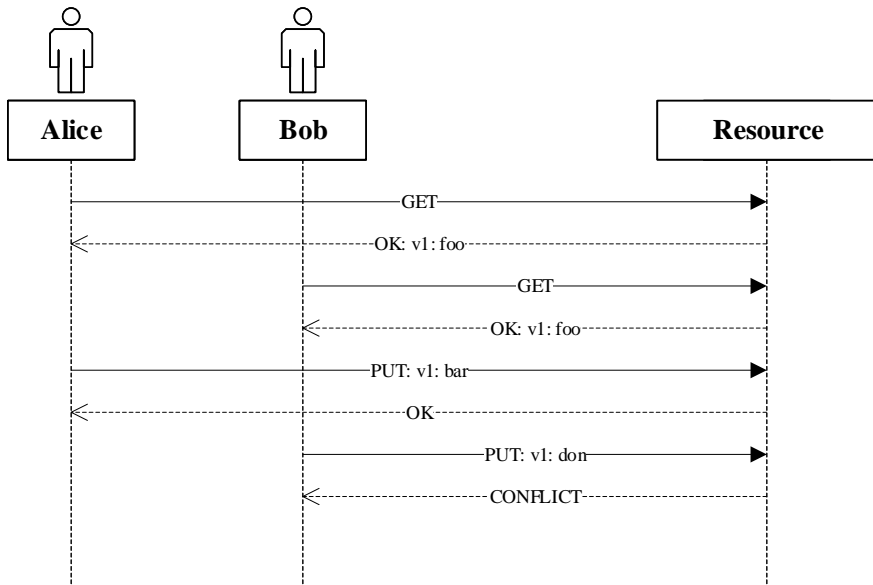 Alice
Bob
Resource
GET
OK: v1: foo
GET
OK: v1: foo
PUT: v1: bar
OK
PUT: v1: don
CONFLICT